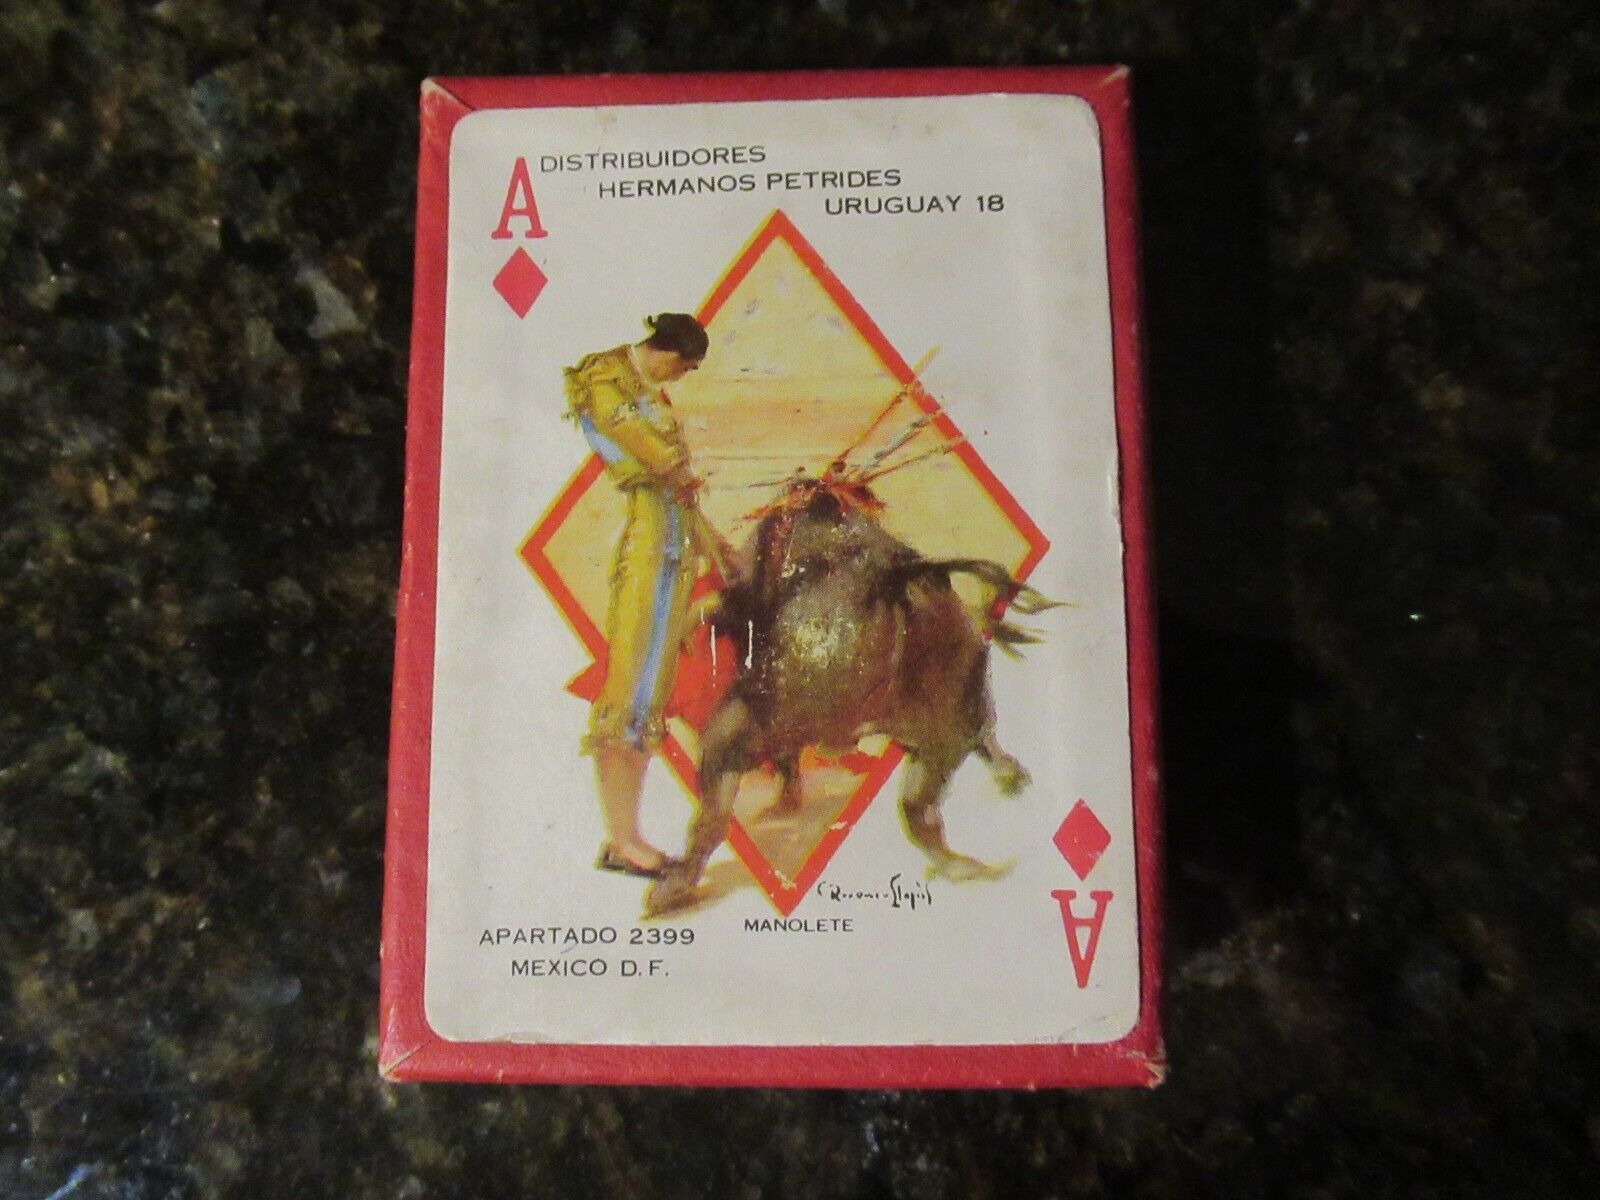 A
DISTRIBUIDORES
HERMANOS PETRIDES
URUGUAY 18
MANOLETE
APARTADO 2399
MEXICO D.F.
A